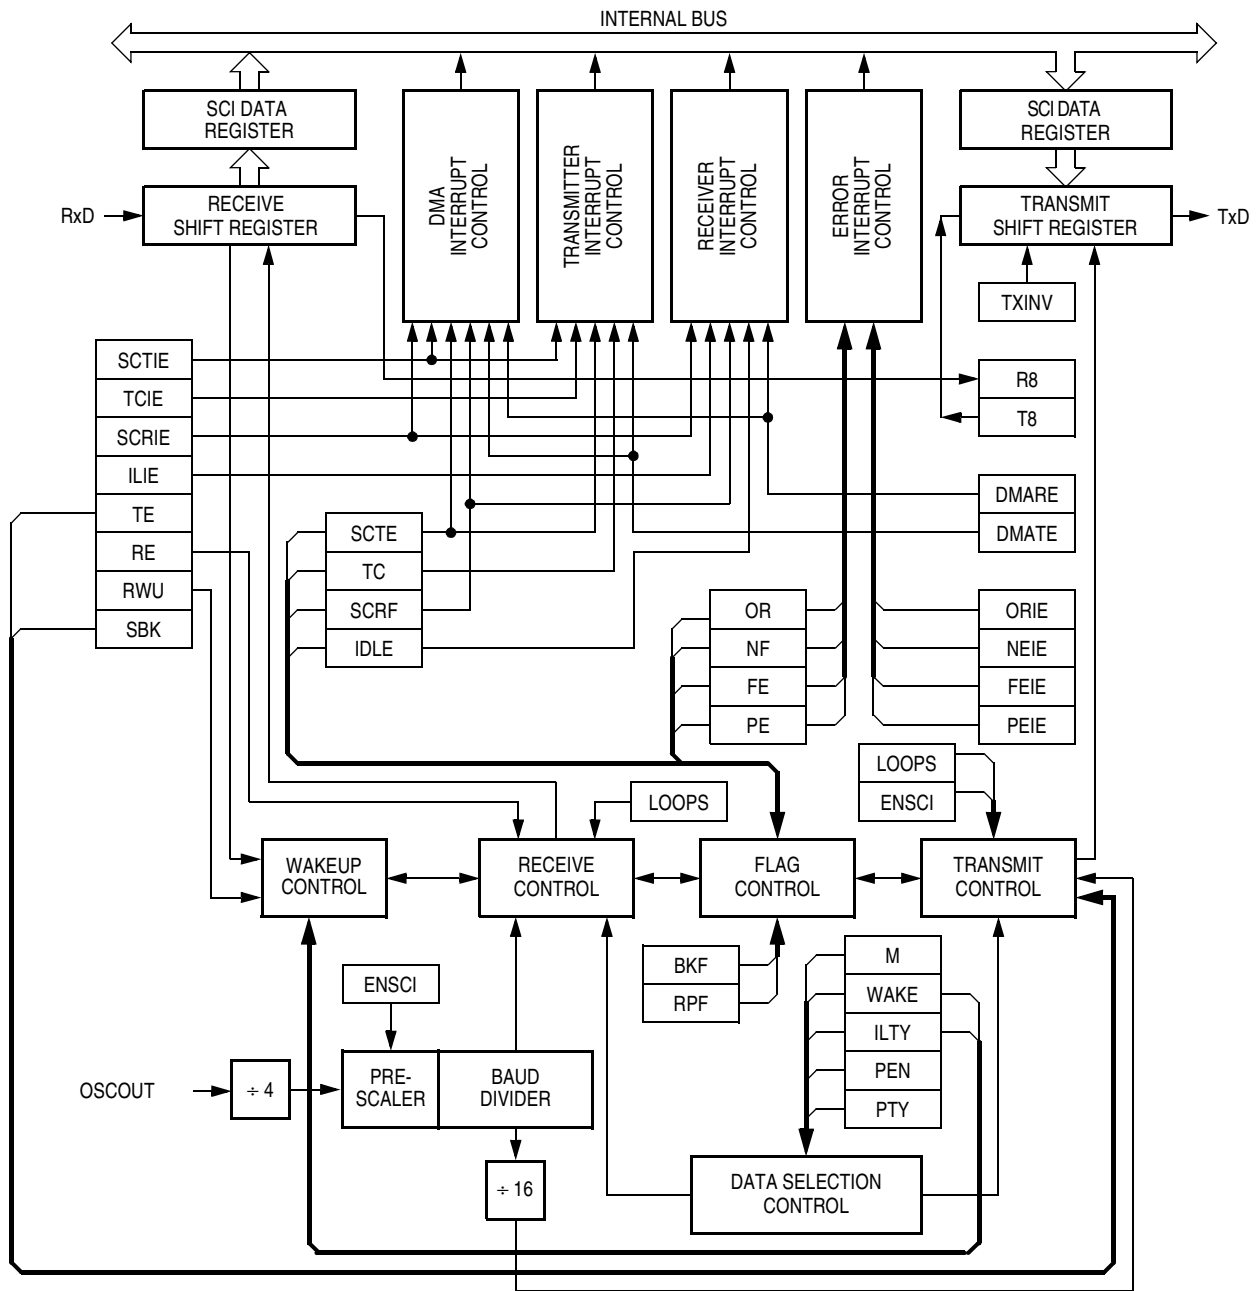 INTERNAL BUS
SCI DATA
REGISTER
DMA
INTERRUPT
CONTROL
TRANSMITTER
INTERRUPT
CONTROL
RECEIVER
INTERRUPT
CONTROL
ERROR
INTERRUPT
CONTROL
SCI DATA
REGISTER
RxD
RECEIVE
SHIFT REGISTER
TRANSMIT
SHIFT REGISTER
TxD
TXINV
SCTIE
TCIE
SCRIE
ILIE
TE
RE
RWU
SBK
R8
T8
DMARE
DMATE
SCTE
TC
SCRF
IDLE
OR
NF
FE
PE
ORIE
NEIE
FEIE
PEIE
LOOPS
LOOPS
ENSCI
WAKEUP
CONTROL
RECEIVE
CONTROL
FLAG
CONTROL
TRANSMIT
CONTROL
BKF
RPF
M
WAKE
ILTY
PEN
PTY
ENSCI
OSCOUT
÷ 4
PRE-
SCALER
BAUD
DIVIDER
÷ 16
DATA SELECTION
CONTROL